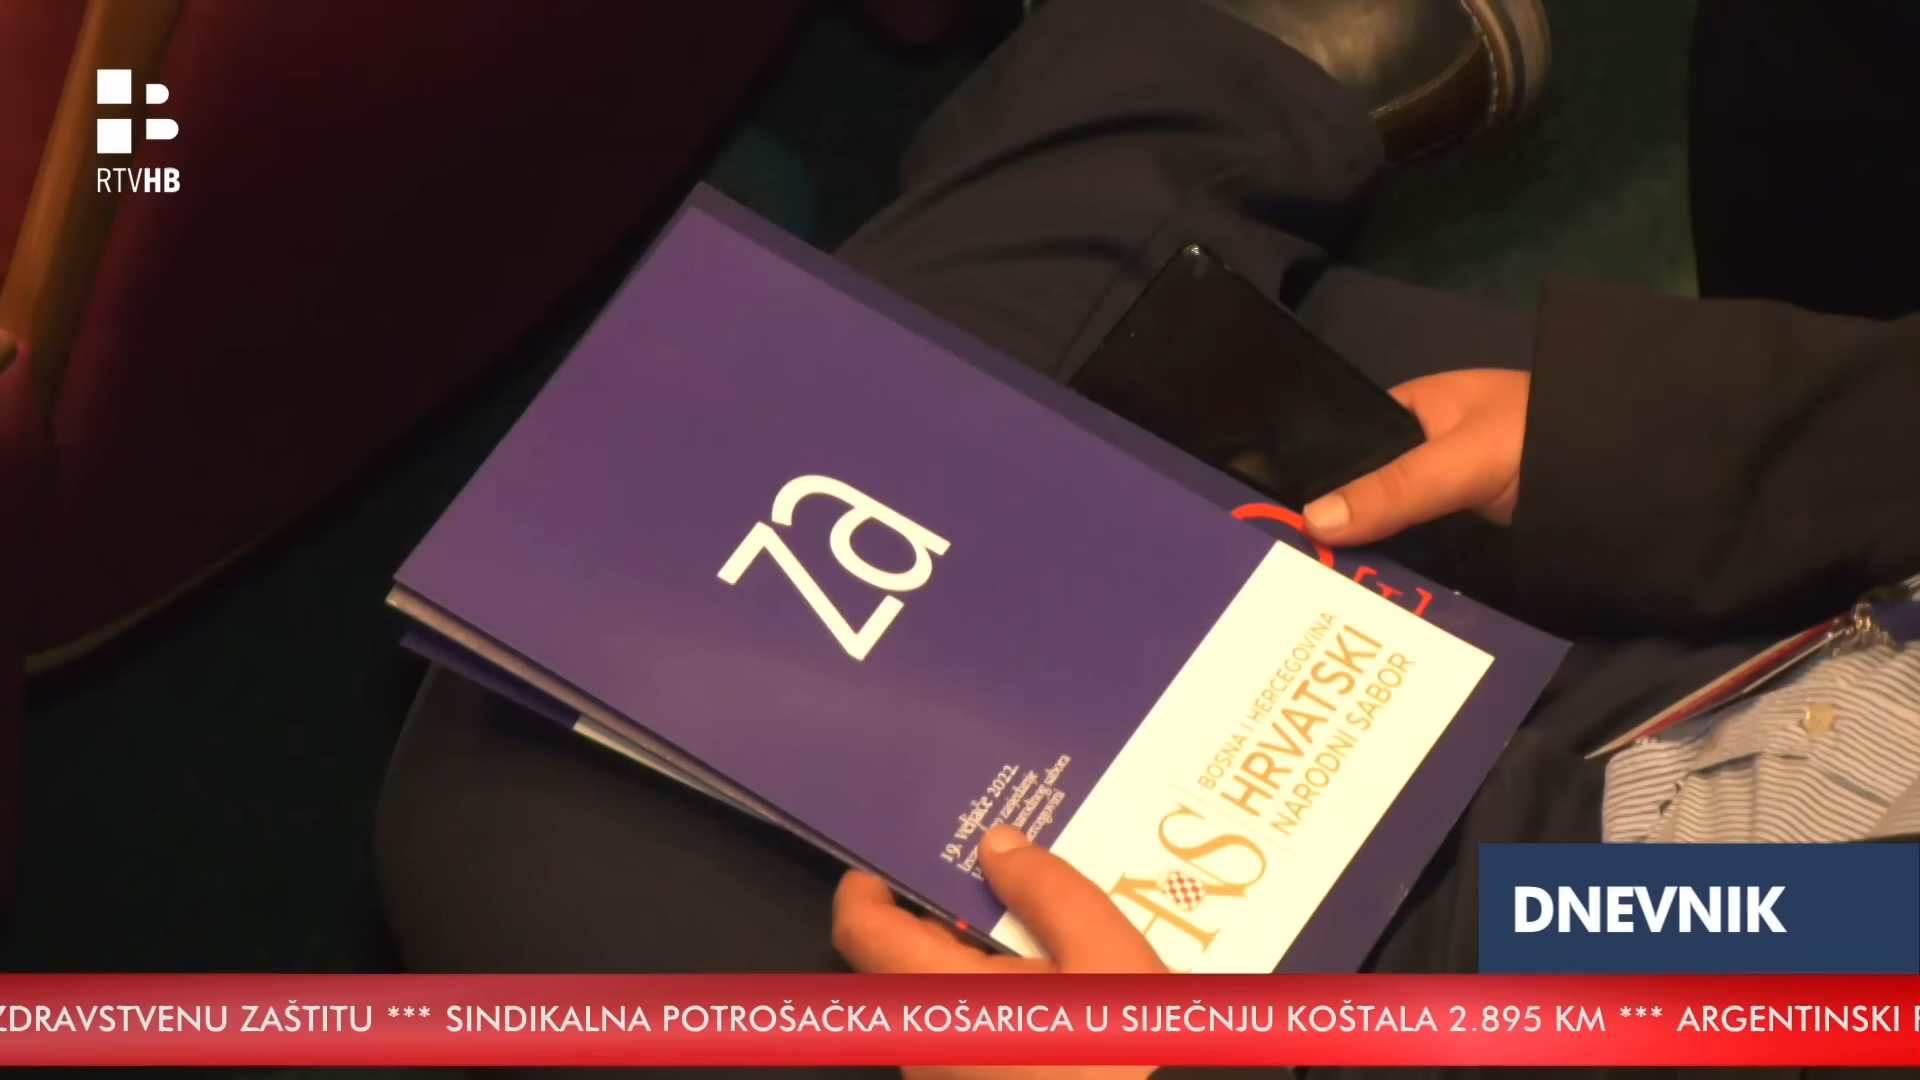 RTVHB
za
19. veljače 2022.
BOSNA I HERCEGOVINA
HRVATSKI
NARODNI SABOR
HNS
DNEVNIK
ZDRAVSTVENU ZAŠTITU *** SINDIKALNA POTROŠAČKA KOŠARICA U SIJEČNJU KOŠTALA 2.895 KM *** ARGENTINSKI